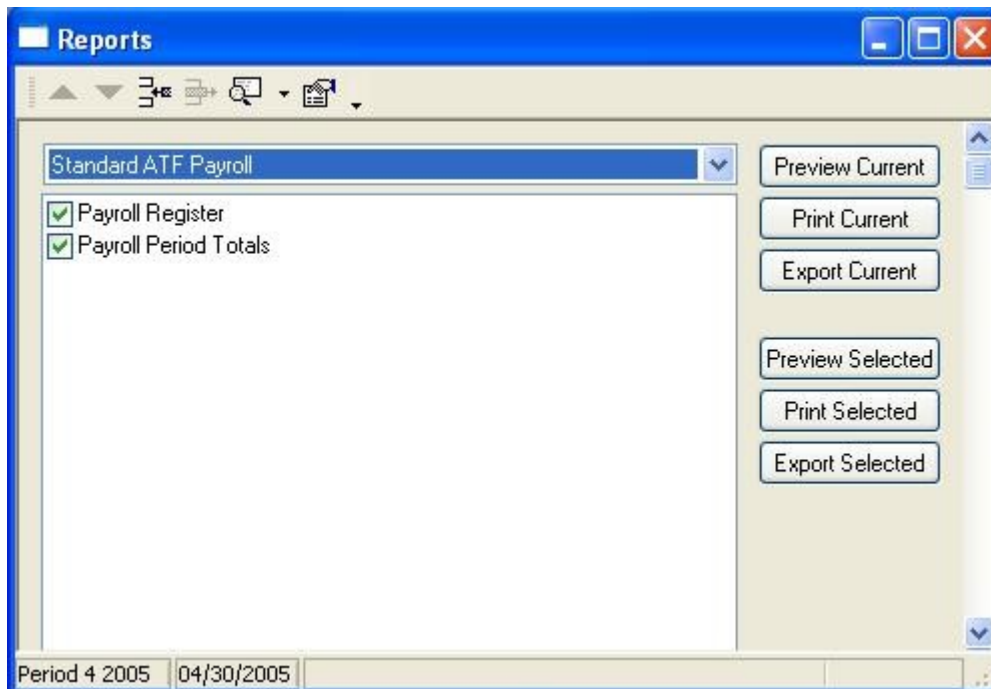 Reports
Standard ATF Payroll
Preview Current
Payroll Register
Payroll Period Totals
Print Current
Export Current
Preview Selected
Print Selected
Export Selected
Period 4 2005 04/30/2005